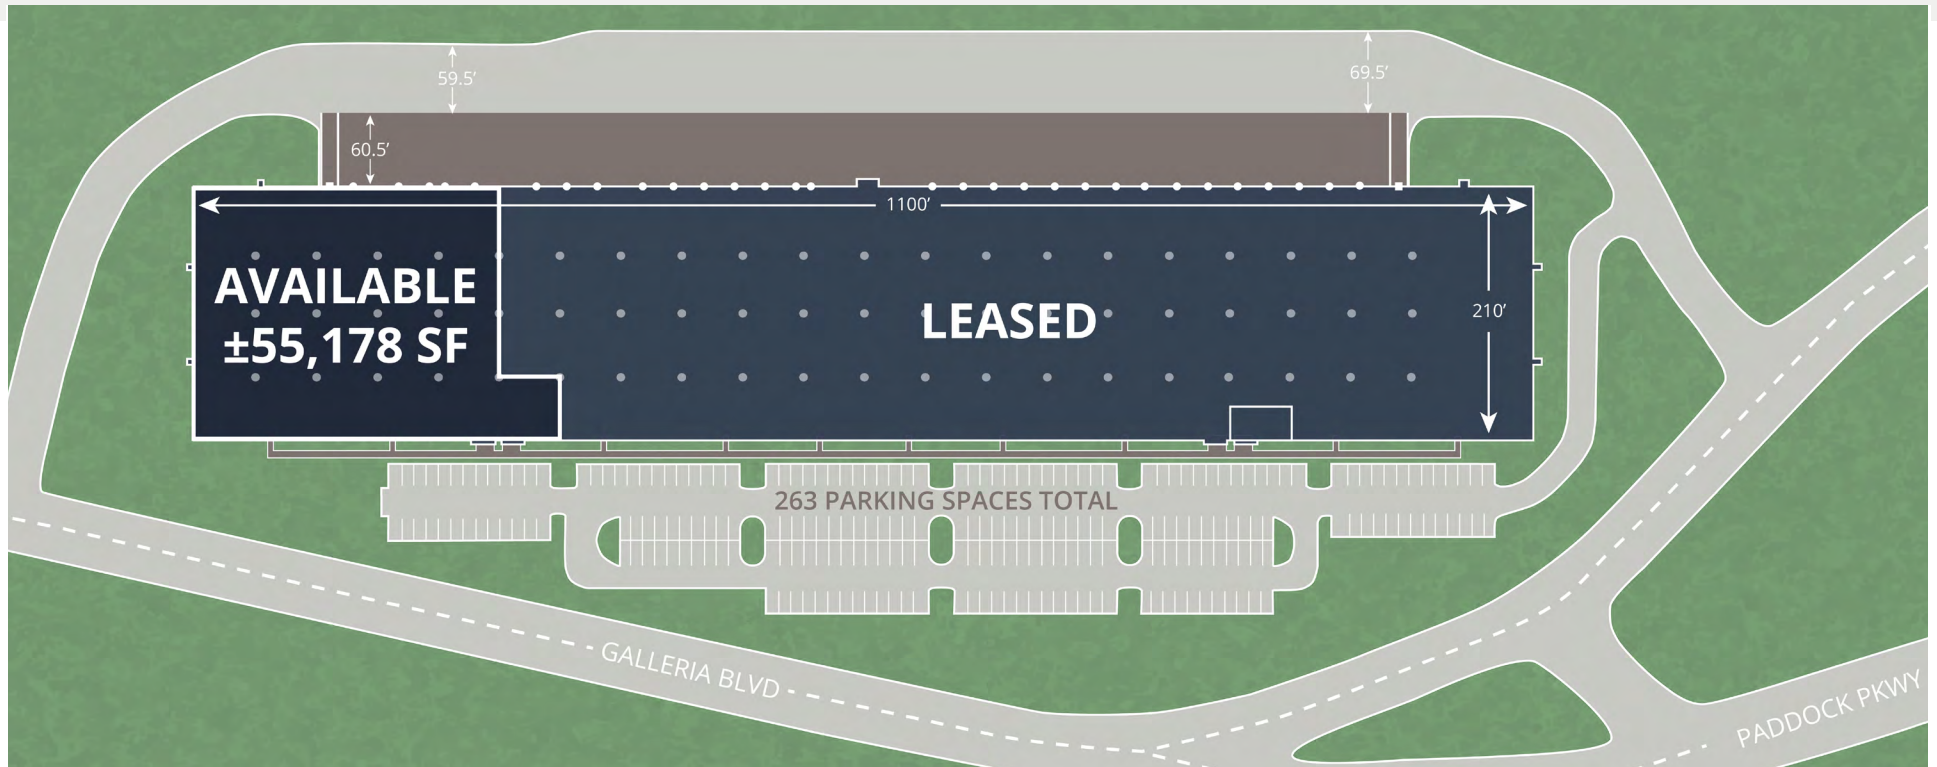 59.5’
69.5’
60.5’
1100’
AVAILABLE
±55,178 SF
LEASED
210’
263 PARKING SPACES TOTAL
GALLERIA BLVD
PADDOCK PKWY